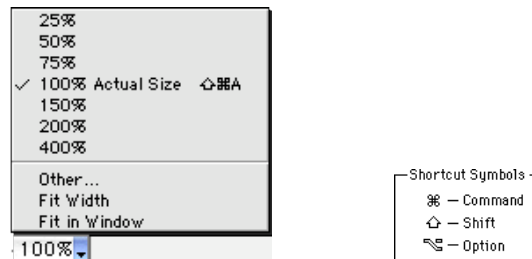 25%
50%
75%
✓ 100% Actual Size ⇧⌘A
150%
200%
400%
Other...
Fit Width
Fit in Window
100%
Shortcut Symbols
⌘ – Command
⇧ – Shift
⌥ – Option